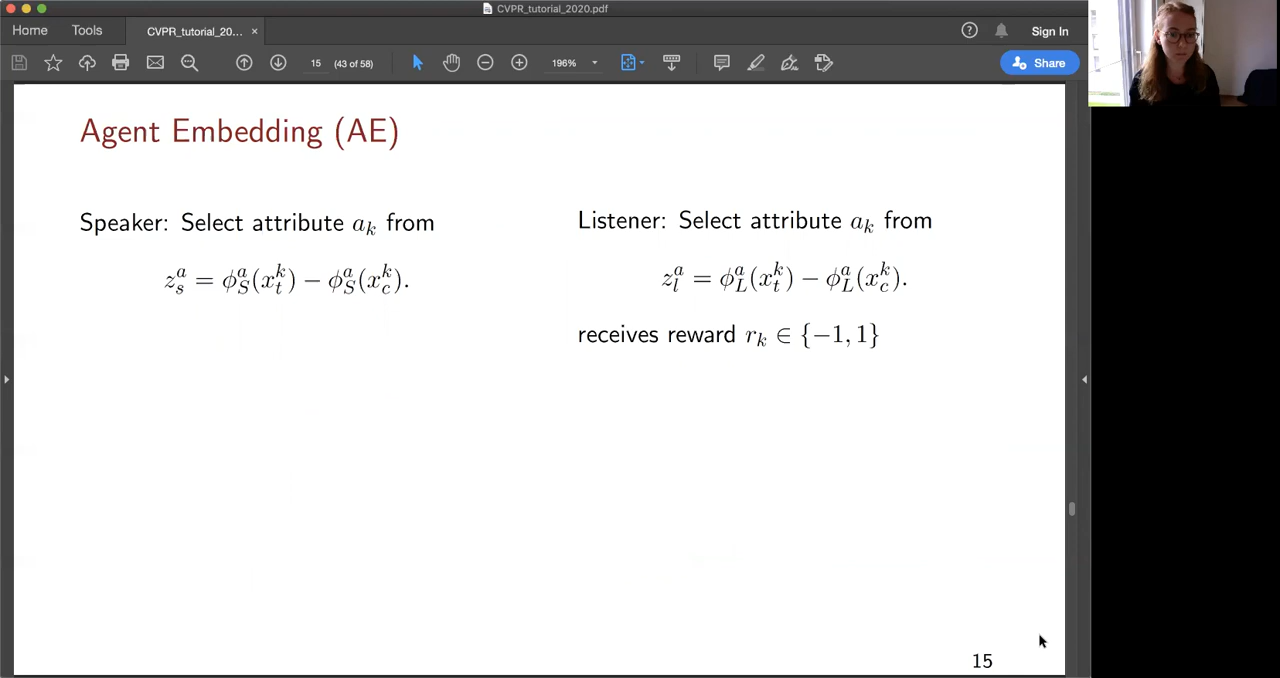 CVPR_tutorial_2020.pdf
Home
Tools
CVPR_tutorial_20...
Sign In
15
(43 of 58)
196%
Share
Agent Embedding (AE)
Speaker: Select attribute a_k from
z_s^a = ϕ_S^a(x_t^k) − ϕ_S^a(x_c^k).
Listener: Select attribute a_k from
z_l^a = ϕ_L^a(x_t^k) − ϕ_L^a(x_c^k).
receives reward r_k ∈ {−1, 1}
15